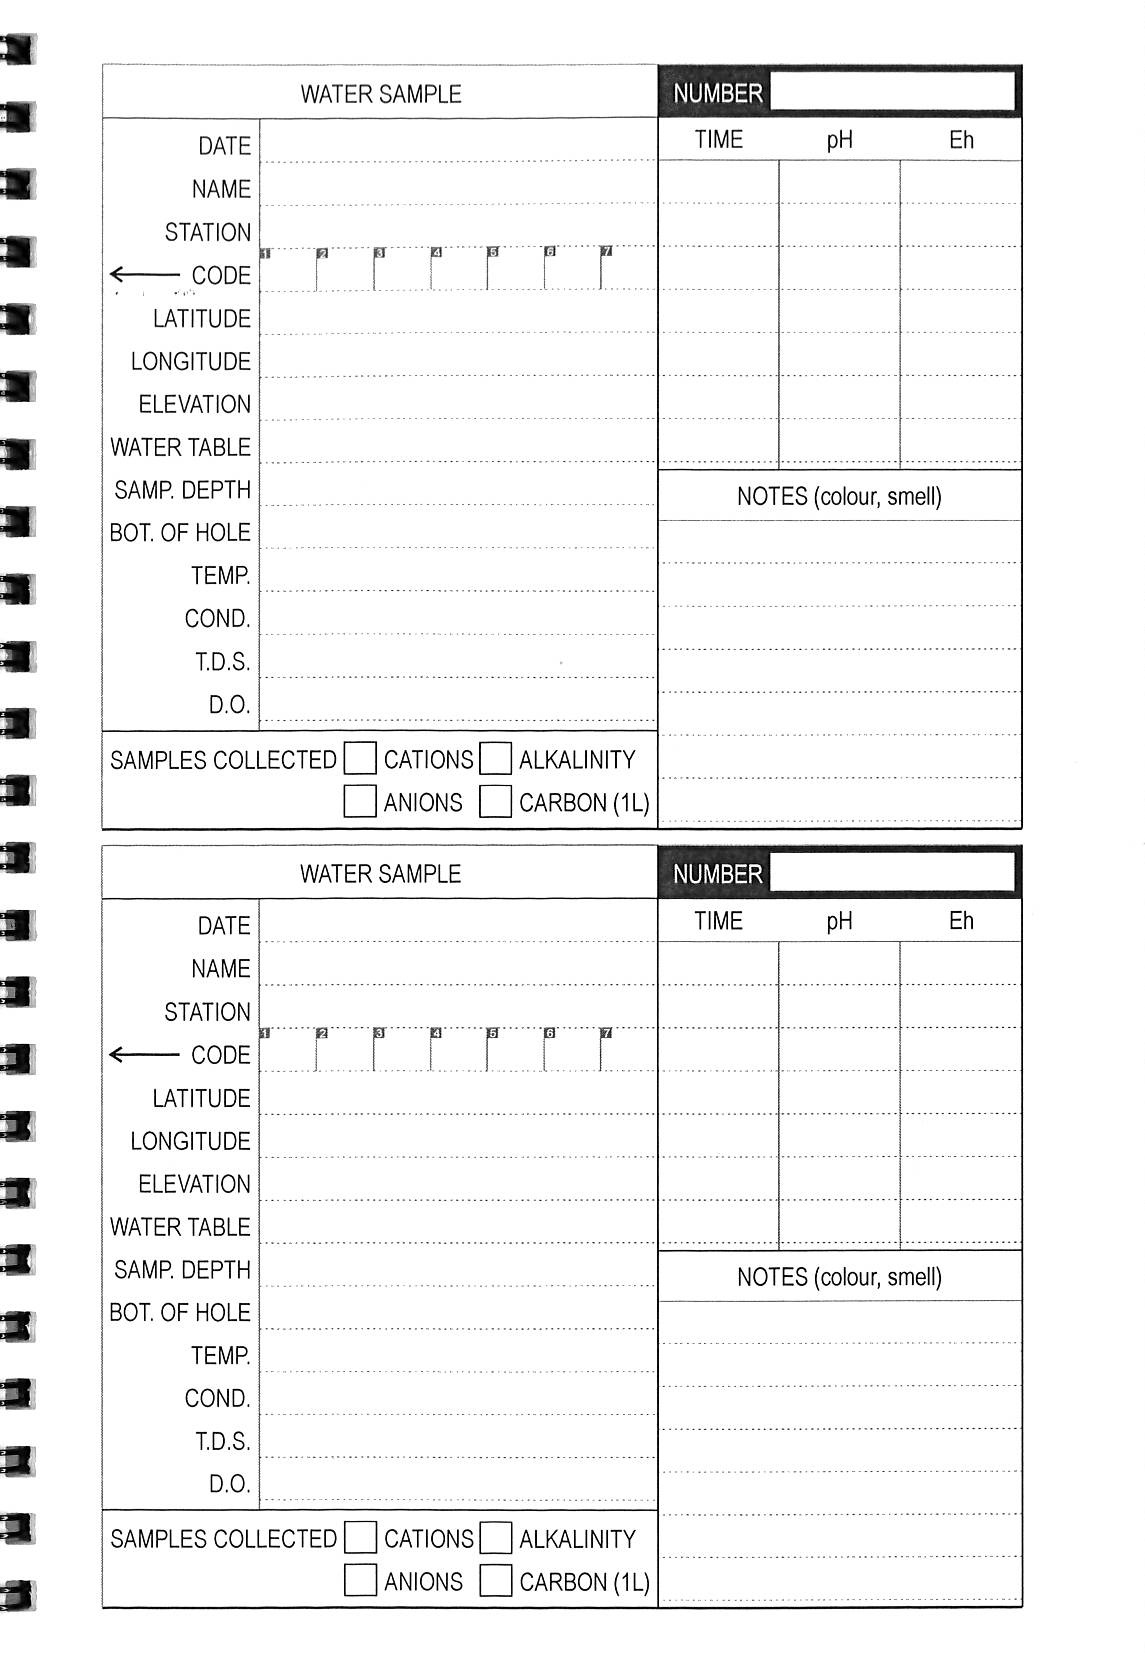 WATER SAMPLE NUMBER
DATE
NAME
STATION
1 2 3 4 5 6 7
CODE
LATITUDE
LONGITUDE
ELEVATION
WATER TABLE
SAMP. DEPTH
BOT. OF HOLE
TEMP.
COND.
T.D.S.
D.O.
SAMPLES COLLECTED CATIONS ALKALINITY
ANIONS CARBON (1L)
TIME pH Eh
NOTES (colour, smell)
WATER SAMPLE NUMBER
DATE
NAME
STATION
1 2 3 4 5 6 7
CODE
LATITUDE
LONGITUDE
ELEVATION
WATER TABLE
SAMP. DEPTH
BOT. OF HOLE
TEMP.
COND.
T.D.S.
D.O.
SAMPLES COLLECTED CATIONS ALKALINITY
ANIONS CARBON (1L)
TIME pH Eh
NOTES (colour, smell)